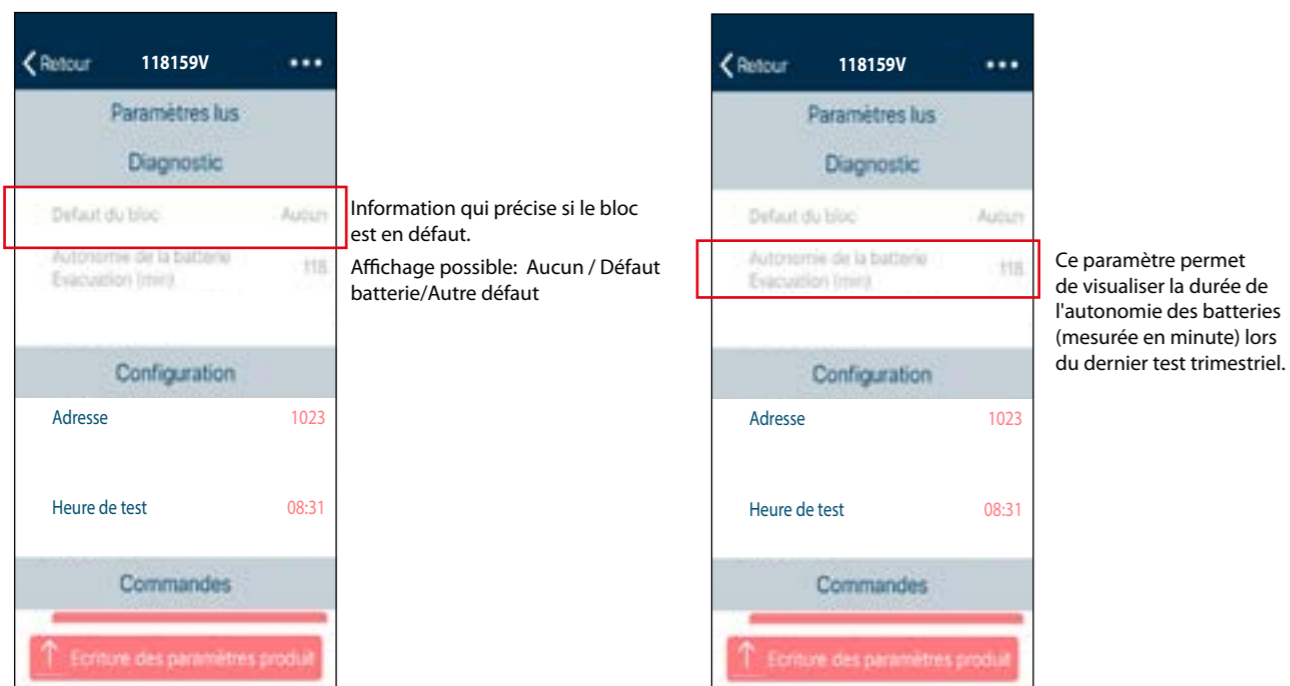 Retour 118159V
Paramètres lus
Diagnostic
Defaut du bloc Aucun
Autonomie de la batterie
Evacuation (min) 118
Configuration
Adresse 1023
Heure de test 08:31
Commandes
Ecriture des paramètres produit
Information qui précise si le bloc
est en défaut.
Affichage possible: Aucun / Défaut
batterie/Autre défaut
Retour 118159V
Paramètres lus
Diagnostic
Defaut du bloc Aucun
Autonomie de la batterie
Evacuation (min) 118
Configuration
Adresse 1023
Heure de test 08:31
Commandes
Ecriture des paramètres produit
Ce paramètre permet
de visualiser la durée de
l'autonomie des batteries
(mesurée en minute) lors
du dernier test trimestriel.